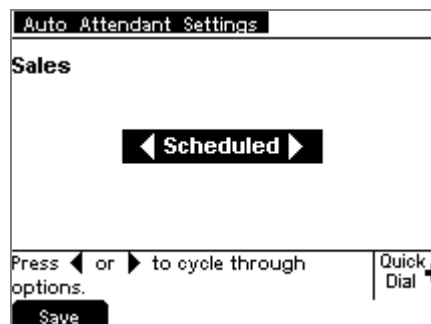 Auto Attendant Settings
Sales
Scheduled
Press ◀ or ▶ to cycle through
options.
Quick
Dial
Save